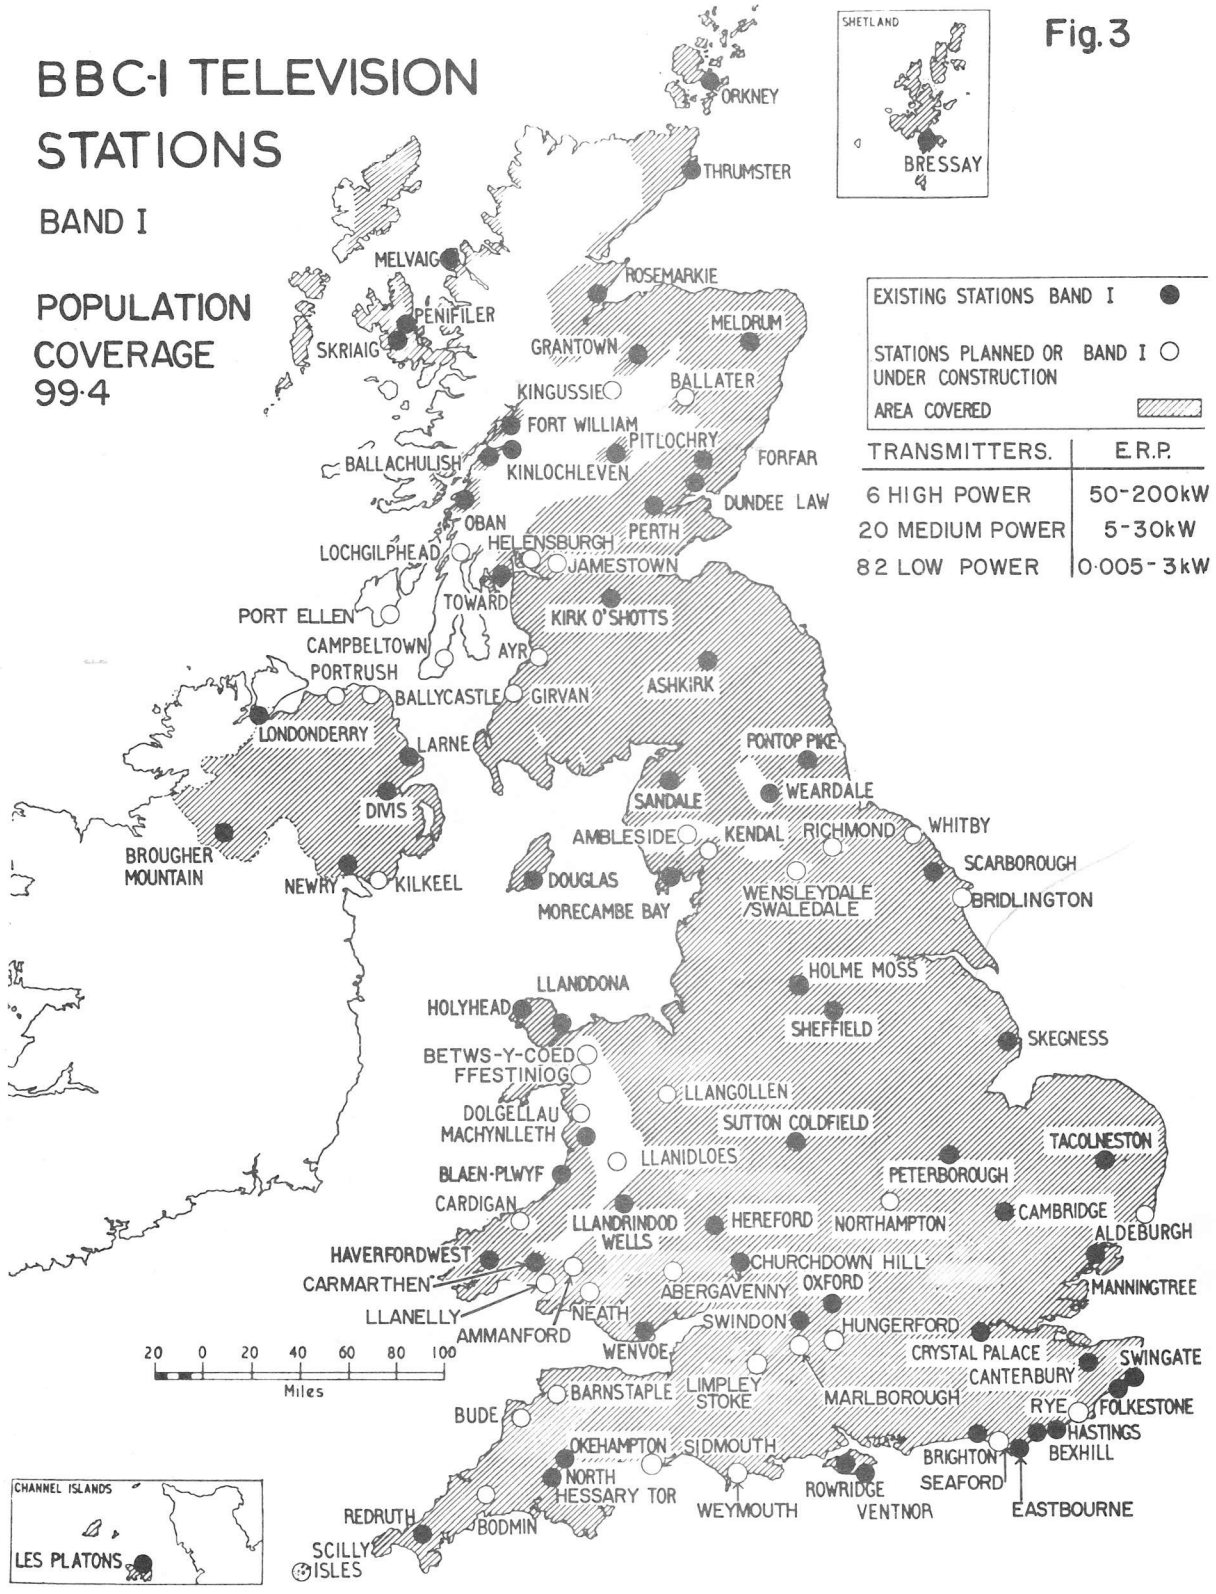 BBC-1 TELEVISION
STATIONS
BAND I
POPULATION
COVERAGE
99·4
Fig. 3
SHETLAND
BRESSAY
ORKNEY
THRUMSTER
MELVAIG
ROSEMARKIE
PENIFILER
SKRIAIG
MELDRUM
GRANTOWN
KINGUSSIE
BALLATER
FORT WILLIAM
PITLOCHRY
BALLACHULISH
KINLOCHLEVEN
FORFAR
DUNDEE LAW
OBAN
PERTH
LOCHGILPHEAD
HELENSBURGH
JAMESTOWN
TOWARD
PORT ELLEN
KIRK O'SHOTTS
CAMPBELTOWN
AYR
PORTRUSH
BALLYCASTLE
GIRVAN
ASHKIRK
LONDONDERRY
LARNE
PONTOP PIKE
DIVIS
SANDALE
WEARDALE
AMBLESIDE
KENDAL
RICHMOND
WHITBY
BROUGHER
MOUNTAIN
NEWRY
KILKEEL
DOUGLAS
SCARBOROUGH
WENSLEYDALE
/SWALEDALE
BRIDLINGTON
MORECAMBE BAY
HOLME MOSS
LLANDDONA
HOLYHEAD
SHEFFIELD
SKEGNESS
BETWS-Y-COED
FFESTINIOG
LLANGOLLEN
DOLGELLAU
MACHYNLLETH
SUTTON COLDFIELD
TACOLNESTON
LLANIDLOES
PETERBOROUGH
BLAEN-PLWYF
CARDIGAN
LLANDRINDOD
WELLS
HEREFORD
NORTHAMPTON
CAMBRIDGE
ALDEBURGH
HAVERFORDWEST
CARMARTHEN
CHURCHDOWN HILL
ABERGAVENNY
OXFORD
MANNINGTREE
LLANELLY
NEATH
AMMANFORD
SWINDON
HUNGERFORD
WENVOE
CRYSTAL PALACE
CANTERBURY
SWINGATE
20 0 20 40 60 80 100
Miles
BARNSTAPLE
LIMPLEY
STOKE
MARLBOROUGH
RYE
FOLKESTONE
BUDE
OKEHAMPTON
SIDMOUTH
HASTINGS
BRIGHTON
BEXHILL
SEAFORD
NORTH
HESSARY TOR
ROWRIDGE
VENTNOR
WEYMOUTH
EASTBOURNE
REDRUTH
BODMIN
SCILLY
ISLES
CHANNEL ISLANDS
LES PLATONS
EXISTING STATIONS BAND I
STATIONS PLANNED OR BAND I
UNDER CONSTRUCTION
AREA COVERED
TRANSMITTERS. E.R.P.
6 HIGH POWER 50-200kW
20 MEDIUM POWER 5-30kW
82 LOW POWER 0·005-3kW